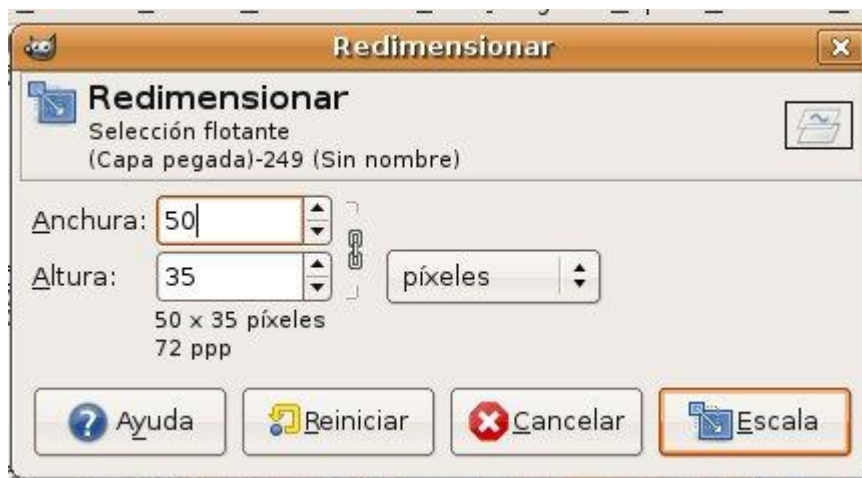 Redimensionar
Redimensionar
Selección flotante
(Capa pegada)-249 (Sin nombre)
Anchura: 50
Altura: 35 píxeles
50 x 35 píxeles
72 ppp
Ayuda Reiniciar Cancelar Escala